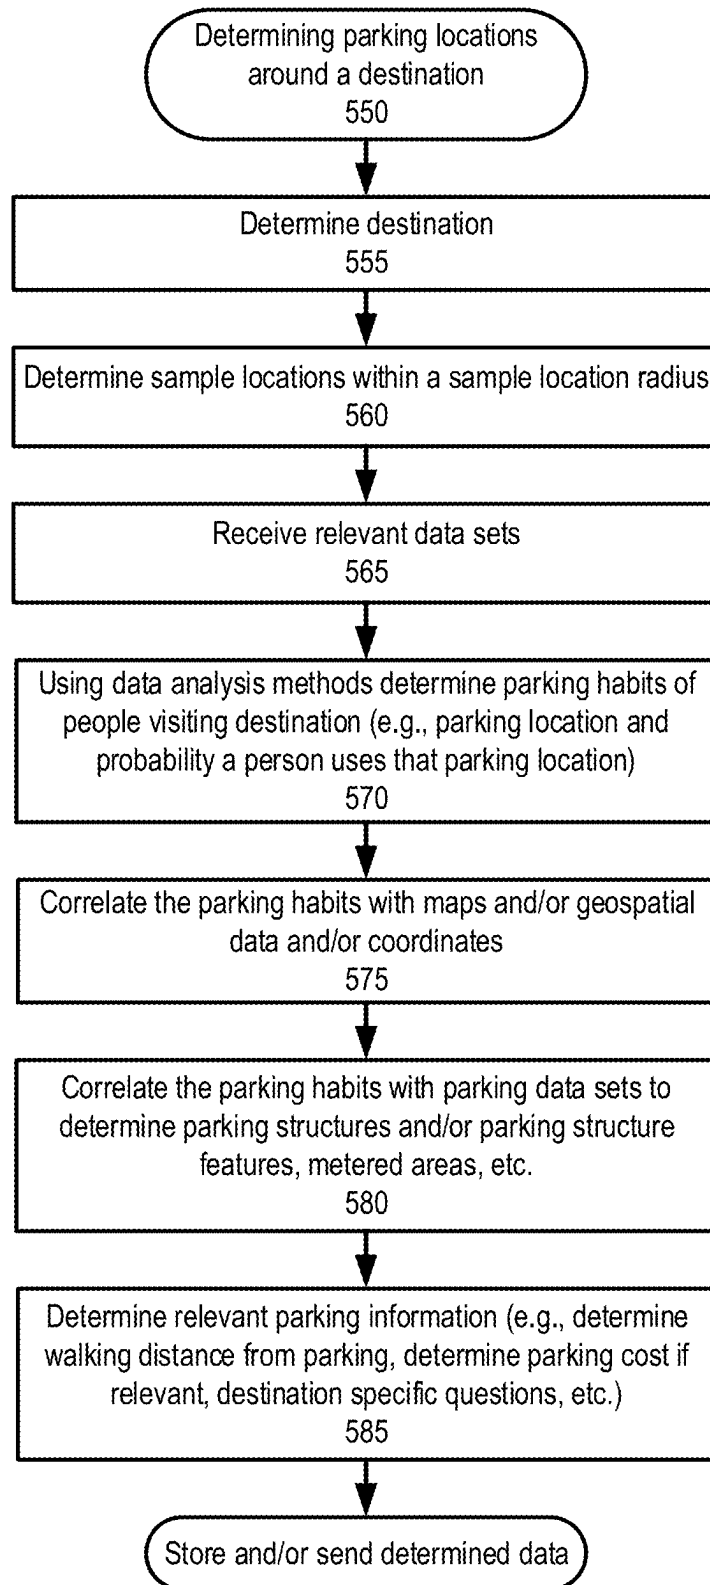 Determining parking locations
around a destination
550
Determine destination
555
Determine sample locations within a sample location radius
560
Receive relevant data sets
565
Using data analysis methods determine parking habits of
people visiting destination (e.g., parking location and
probability a person uses that parking location)
570
Correlate the parking habits with maps and/or geospatial
data and/or coordinates
575
Correlate the parking habits with parking data sets to
determine parking structures and/or parking structure
features, metered areas, etc.
580
Determine relevant parking information (e.g., determine
walking distance from parking, determine parking cost if
relevant, destination specific questions, etc.)
585
Store and/or send determined data